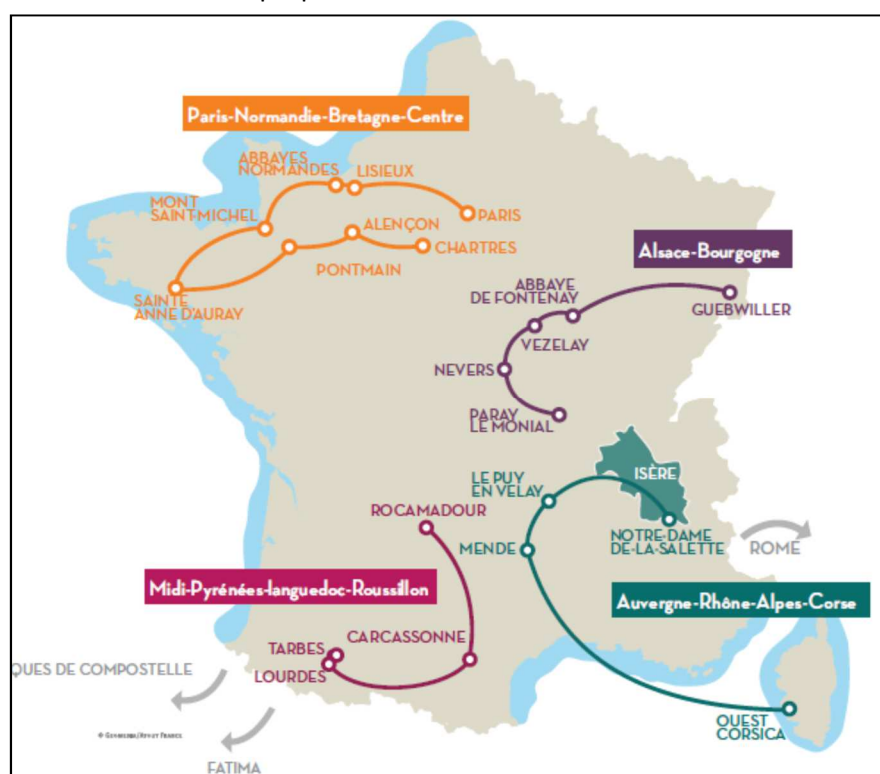 Paris-Normandie-Bretagne-Centre
ABBAYES
NORMANDES
LISIEUX
MONT
SAINT-MICHEL
ALENÇON
PARIS
CHARTRES
PONTMAIN
SAINTE
ANNE D'AURAY
Alsace-Bourgogne
ABBAYE
DE FONTENAY
GUEBWILLER
VEZELAY
NEVERS
PARAY
LE MONIAL
ISÈRE
LE PUY
EN VELAY
ROCAMADOUR
MENDE
NOTRE-DAME
DE-LA-SALETTE
ROME
Midi-Pyrénées-languedoc-Roussillon
Auvergne-Rhône-Alpes-Corse
CARCASSONNE
TARBES
LOURDES
QUES DE COMPOSTELLE
OUEST
CORSICA
FATIMA